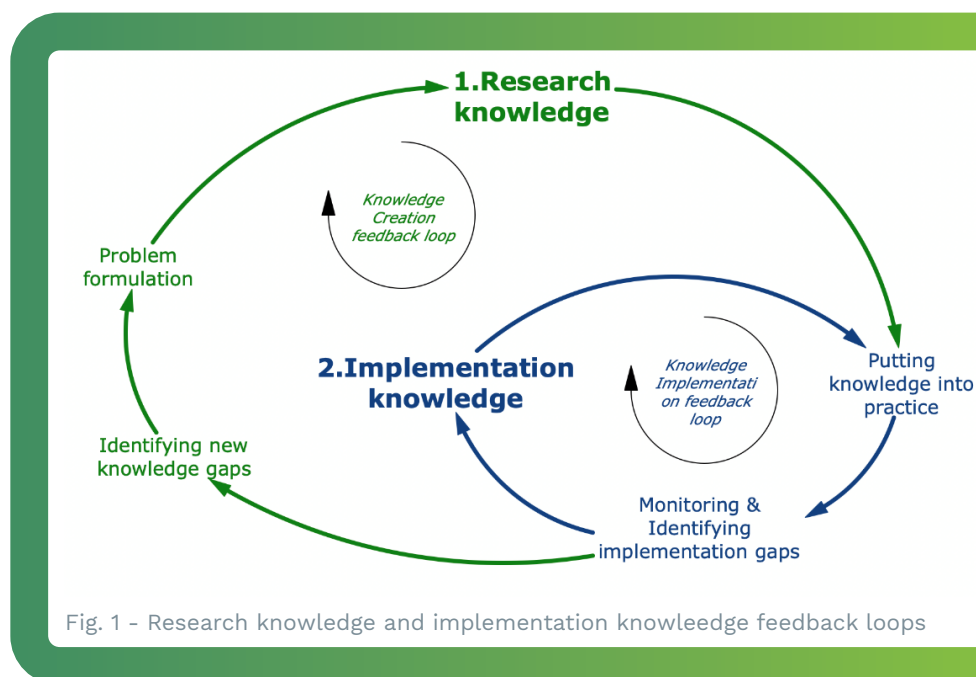 1.Research
knowledge
Knowledge
Creation
feedback loop
Problem
formulation
2.Implementation
knowledge
Knowledge
Implementati
on feedback
loop
Putting
knowledge into
practice
Identifying new
knowledge gaps
Monitoring &
Identifying
implementation gaps
Fig. 1 - Research knowledge and implementation knowleedge feedback loops